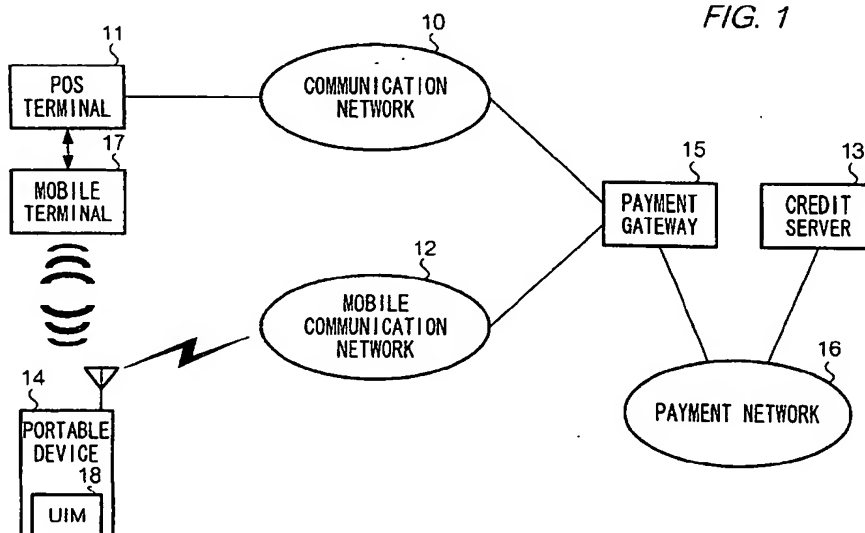 FIG. 1
11
POS
TERMINAL
17
MOBILE
TERMINAL
10
COMMUNICATION
NETWORK
15
PAYMENT
GATEWAY
13
CREDIT
SERVER
12
MOBILE
COMMUNICATION
NETWORK
16
PAYMENT NETWORK
14
PORTABLE
DEVICE
18
UIM